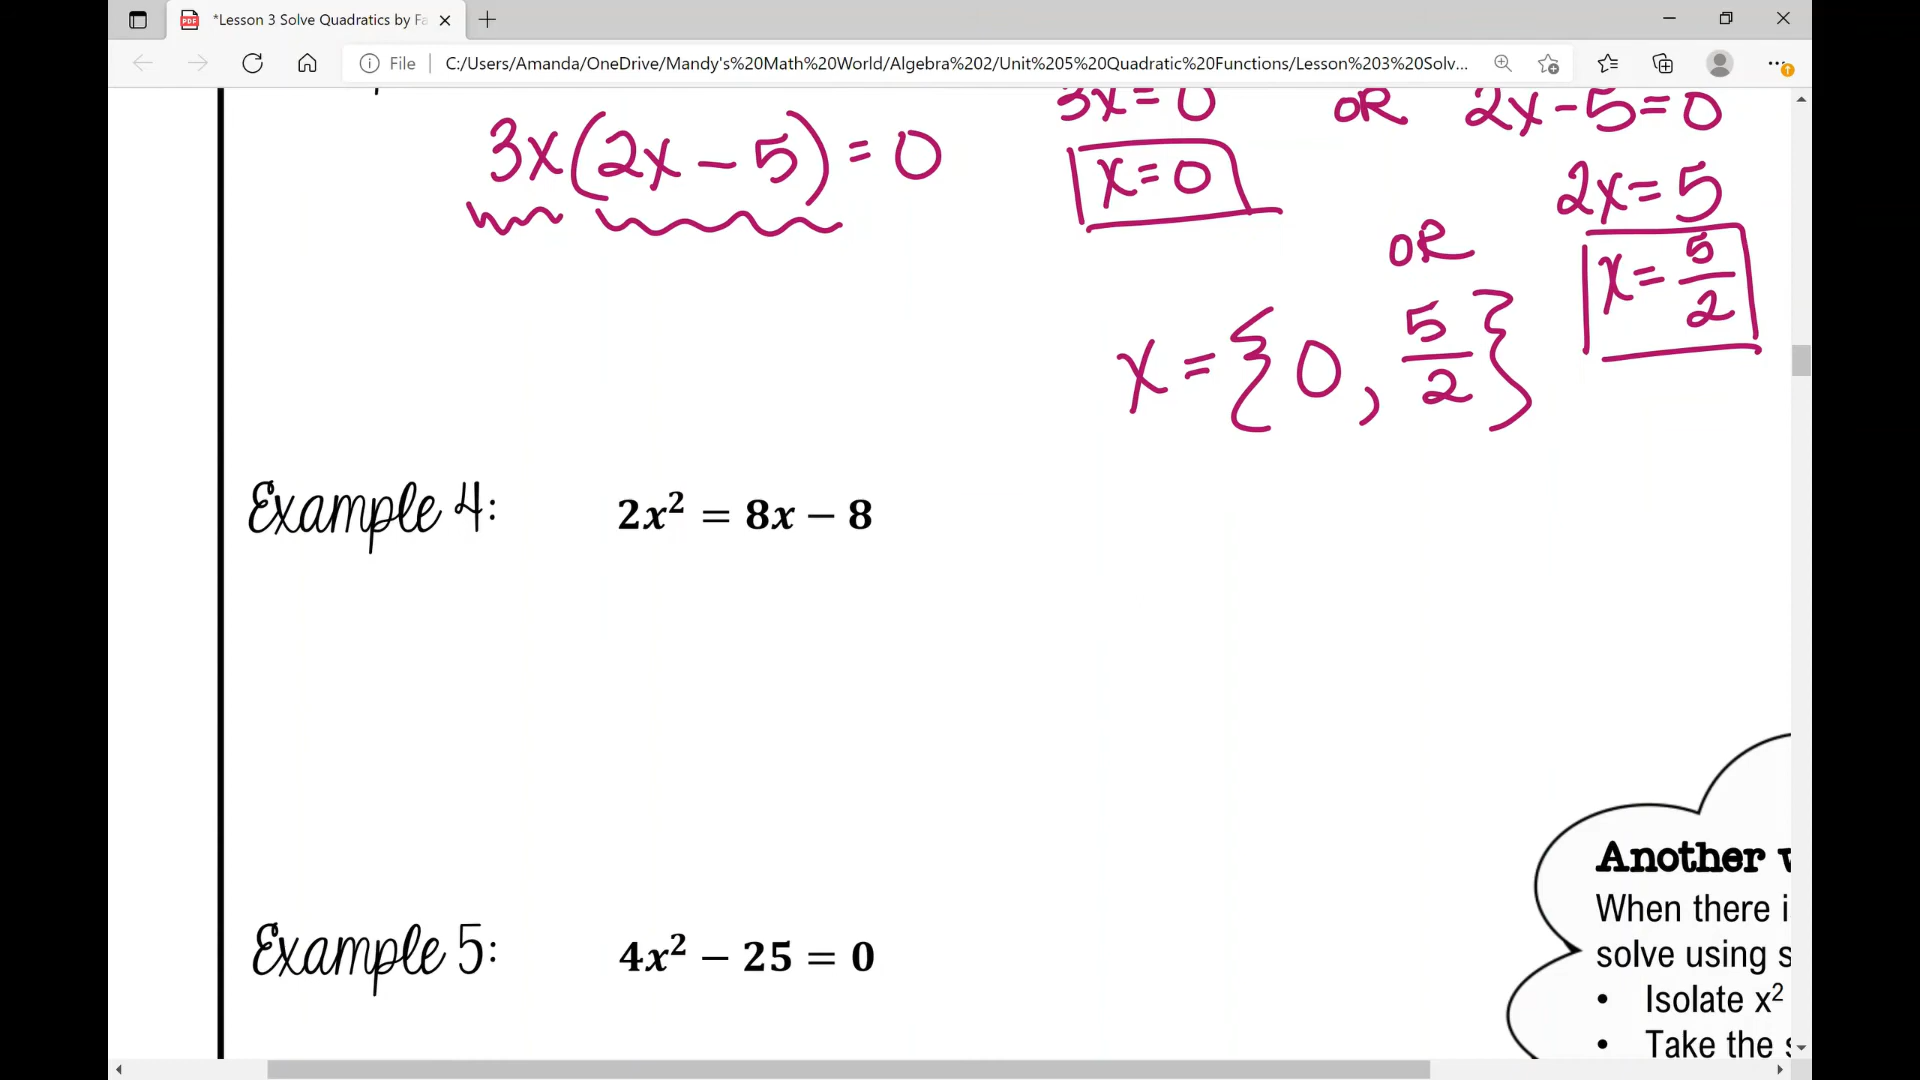 *Lesson 3 Solve Quadratics by Fa
File
C:/Users/Amanda/OneDrive/Mandy's%20Math%20World/Algebra%202/Unit%205%20Quadratic%20Functions/Lesson%203%20Solv...
3x(2x-5)=0
3x=0 OR 2x-5=0
x=0
2x=5
OR
x=5/2
x={0, 5/2}
Example 4: 2x² = 8x − 8
Another
When there i
solve using s
Example 5: 4x² − 25 = 0
• Isolate x²
• Take the s